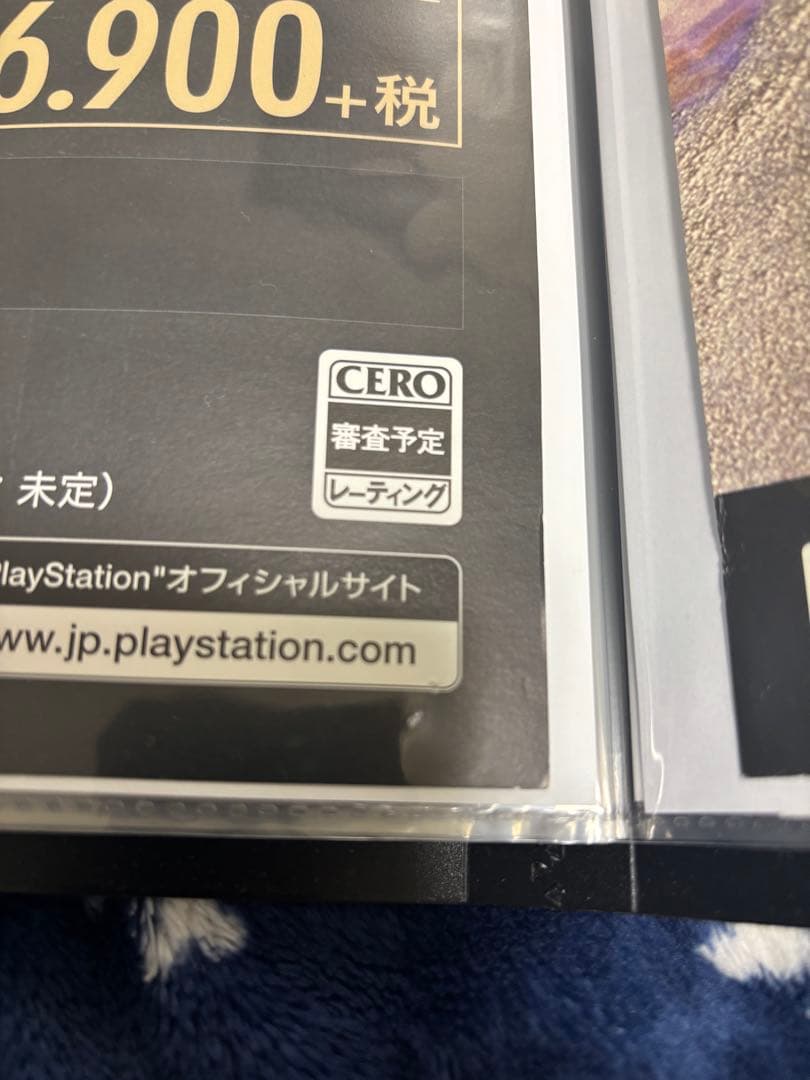 6.900+税
CERO
審査予定
レーティング
未定)
PlayStation"オフィシャルサイト
ww.jp.playstation.com